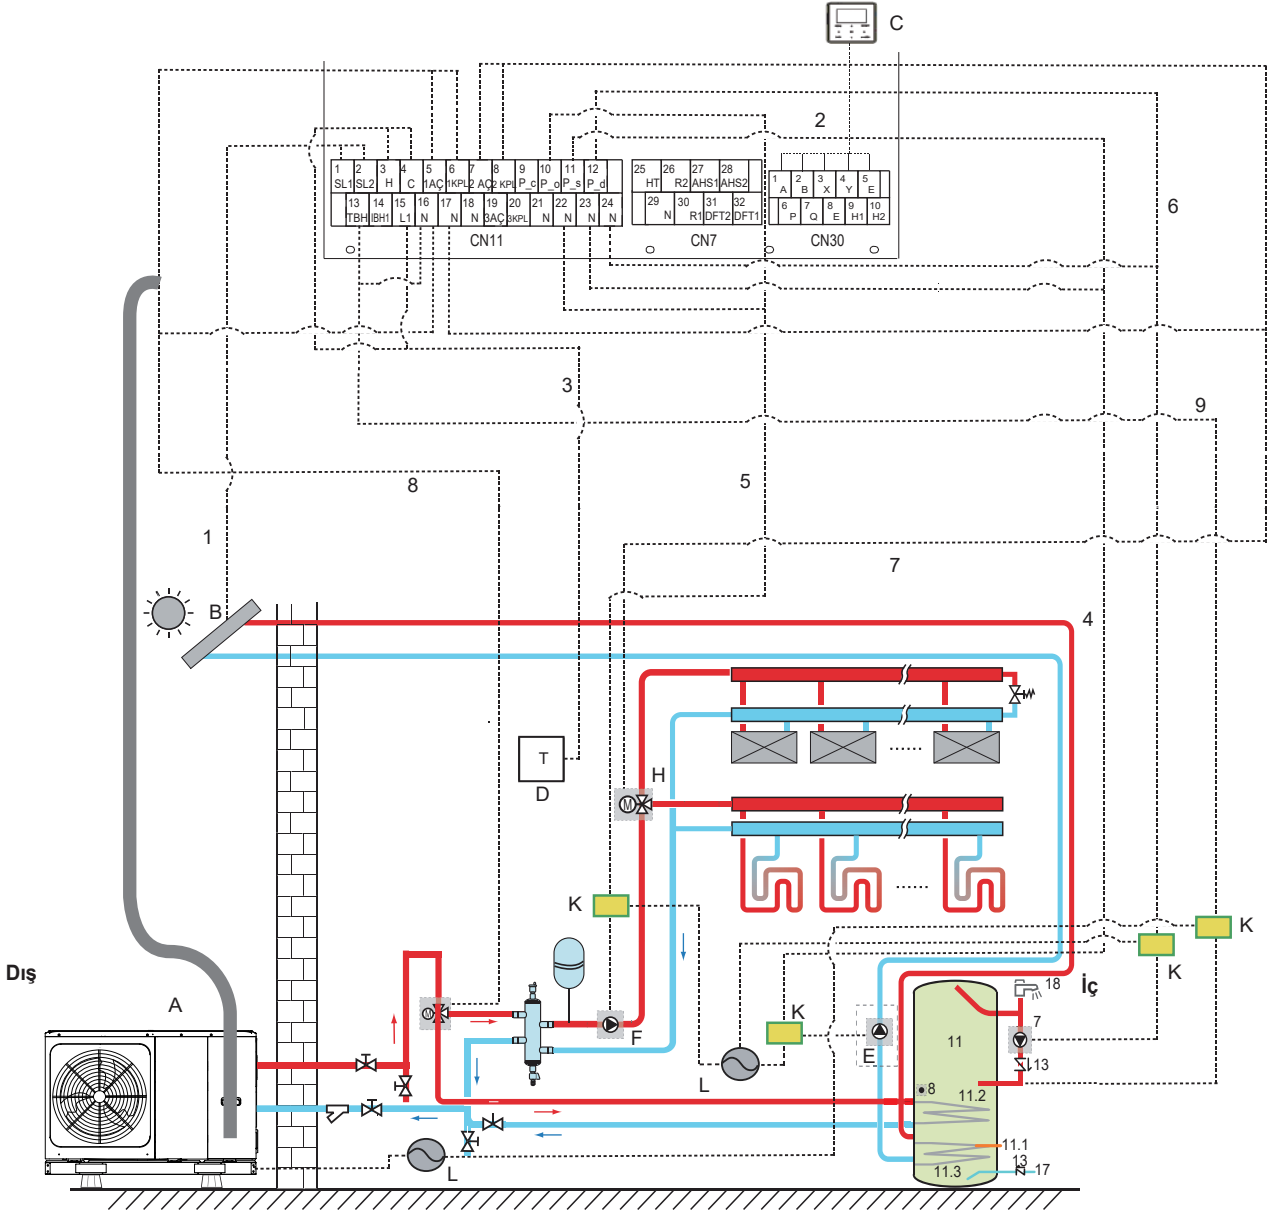 C
2
1 2 3 4 5 6 7 8 9 10 11 12
SL1 SL2 H C 1AÇ 1KPL 2 AÇ 2 KPL P_c P_o P_s P_d
13 14 15 16 17 18 19 20 21 22 23 24
TBH IBH1 L1 N N N 3AÇ 3KPL N N N N
CN11
25 26 27 28
HT R2 AHS1 AHS2
29 30 31 32
N R1 DFT2 DFT1
CN7
1 2 3 4 5
A B X Y E
6 7 8 9 10
P Q E H1 H2
CN30
6
3
9
8
5
1
7
B
4
T
D
H
M
K
K
K
Dış
A
M
F
K
E
L
L
18
İç
7
11
13
8
11.2
11.1
13
11.3
17